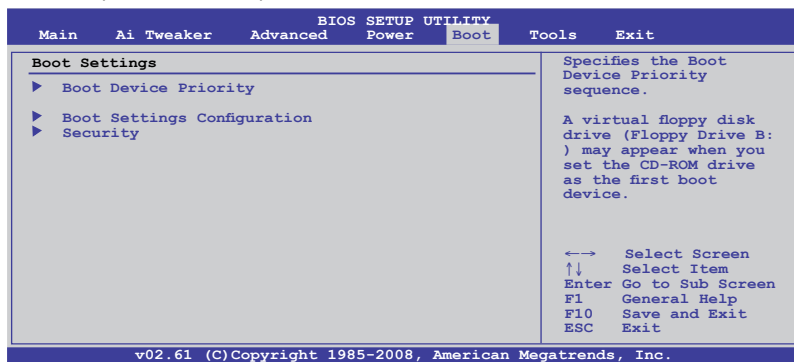 BIOS SETUP UTILITY
Main Ai Tweaker Advanced Power Boot Tools Exit
Boot Settings
Boot Device Priority
Boot Settings Configuration
Security
Specifies the Boot
Device Priority
sequence.
A virtual floppy disk
drive (Floppy Drive B:
) may appear when you
set the CD-ROM drive
as the first boot
device.
←→ Select Screen
↑↓ Select Item
Enter Go to Sub Screen
F1 General Help
F10 Save and Exit
ESC Exit
v02.61 (C)Copyright 1985-2008, American Megatrends, Inc.